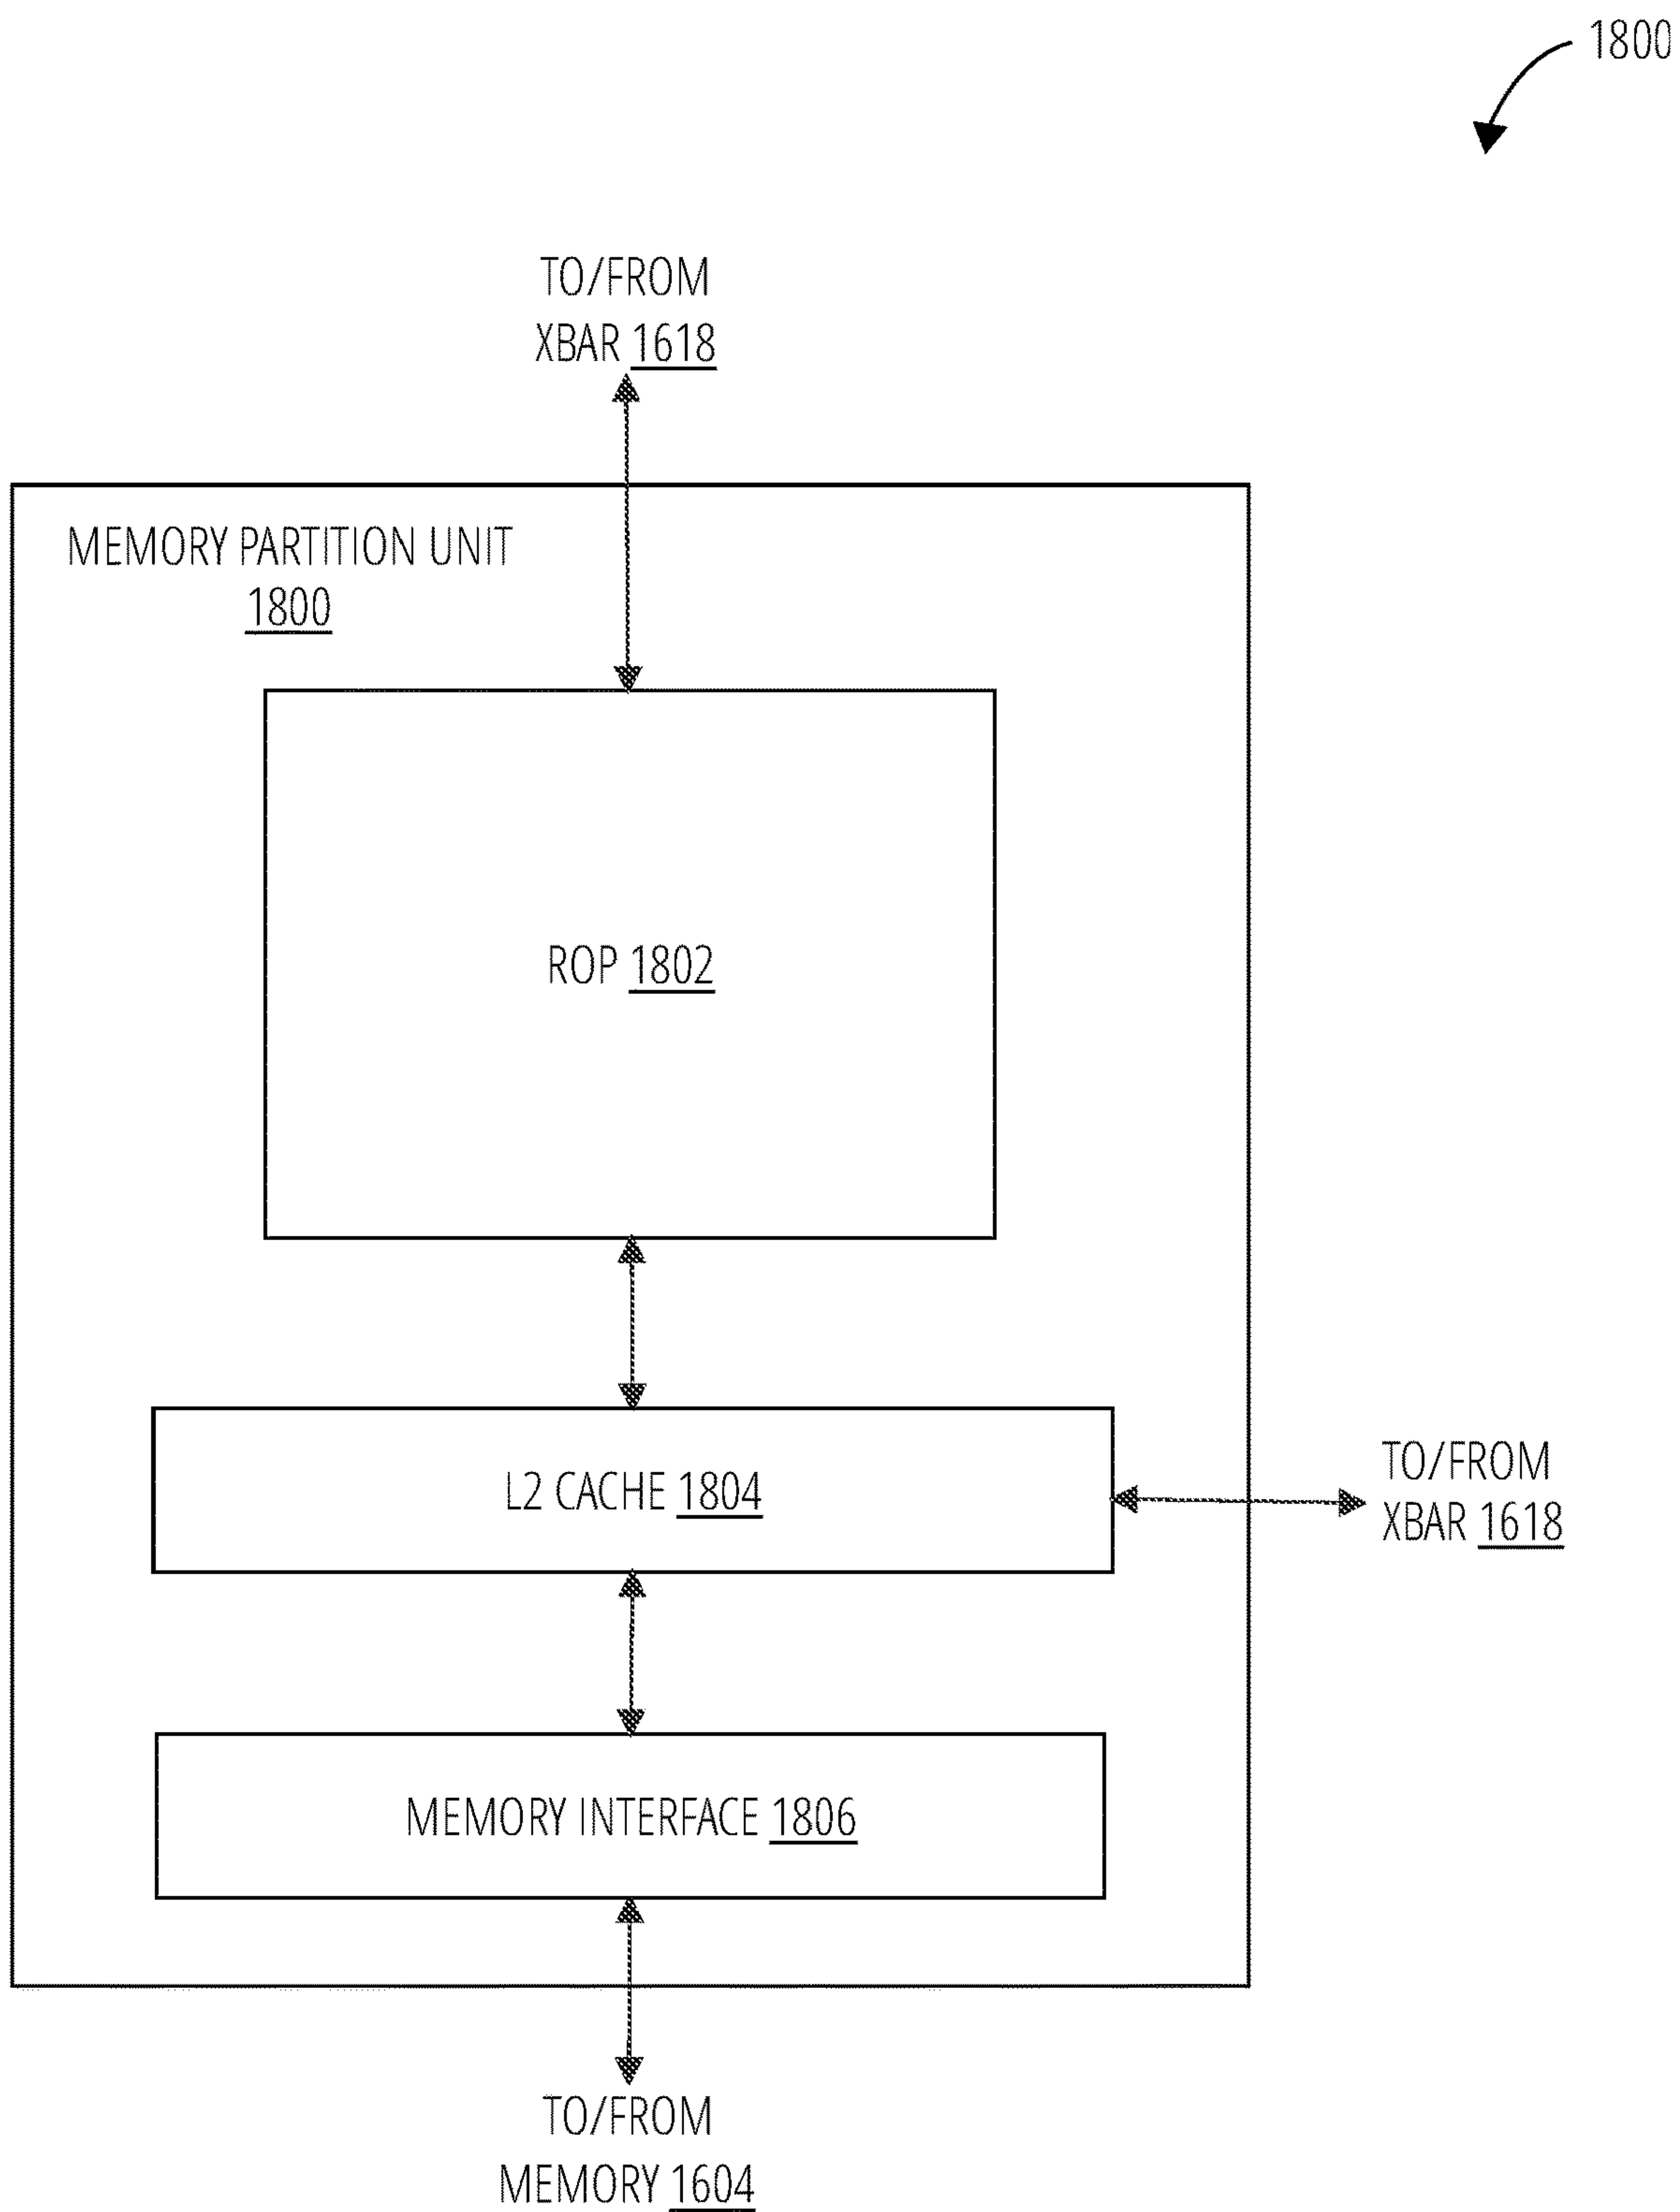 1800
TO/FROM
XBAR 1618
MEMORY PARTITION UNIT
1800
ROP 1802
L2 CACHE 1804
TO/FROM
XBAR 1618
MEMORY INTERFACE 1806
TO/FROM
MEMORY 1604